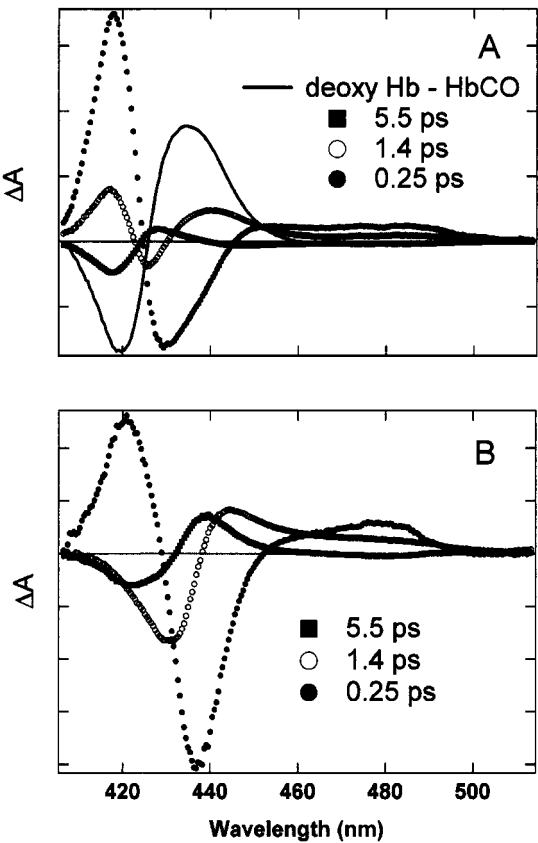 A
deoxy Hb - HbCO
5.5 ps
1.4 ps
0.25 ps
ΔA
B
ΔA
5.5 ps
1.4 ps
0.25 ps
420 440 460 480 500
Wavelength (nm)